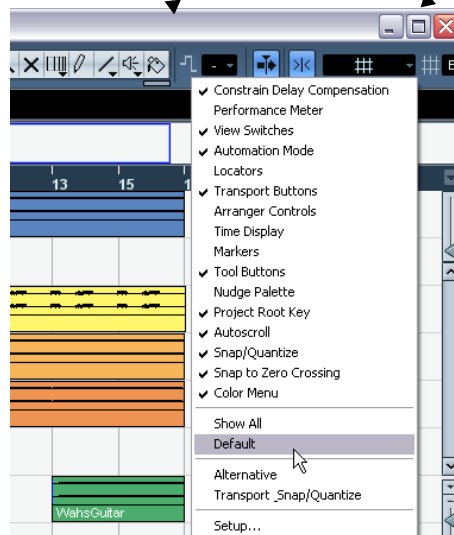 - -
E
Constrain Delay Compensation
Performance Meter
View Switches
Automation Mode
Locators
13 15 1
Transport Buttons
Arranger Controls
Time Display
Markers
Tool Buttons
Nudge Palette
Project Root Key
Autoscroll
Snap/Quantize
Snap to Zero Crossing
Color Menu
Show All
Default
Alternative
Transport _Snap/Quantize
WahsGuitar
Setup...